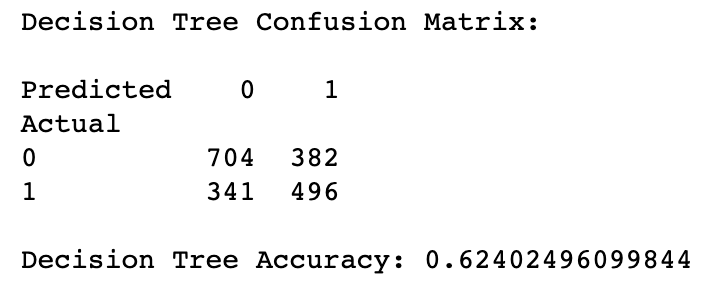 Decision Tree Confusion Matrix:
Predicted 0 1
Actual
0 704 382
1 341 496
Decision Tree Accuracy: 0.62402496099844